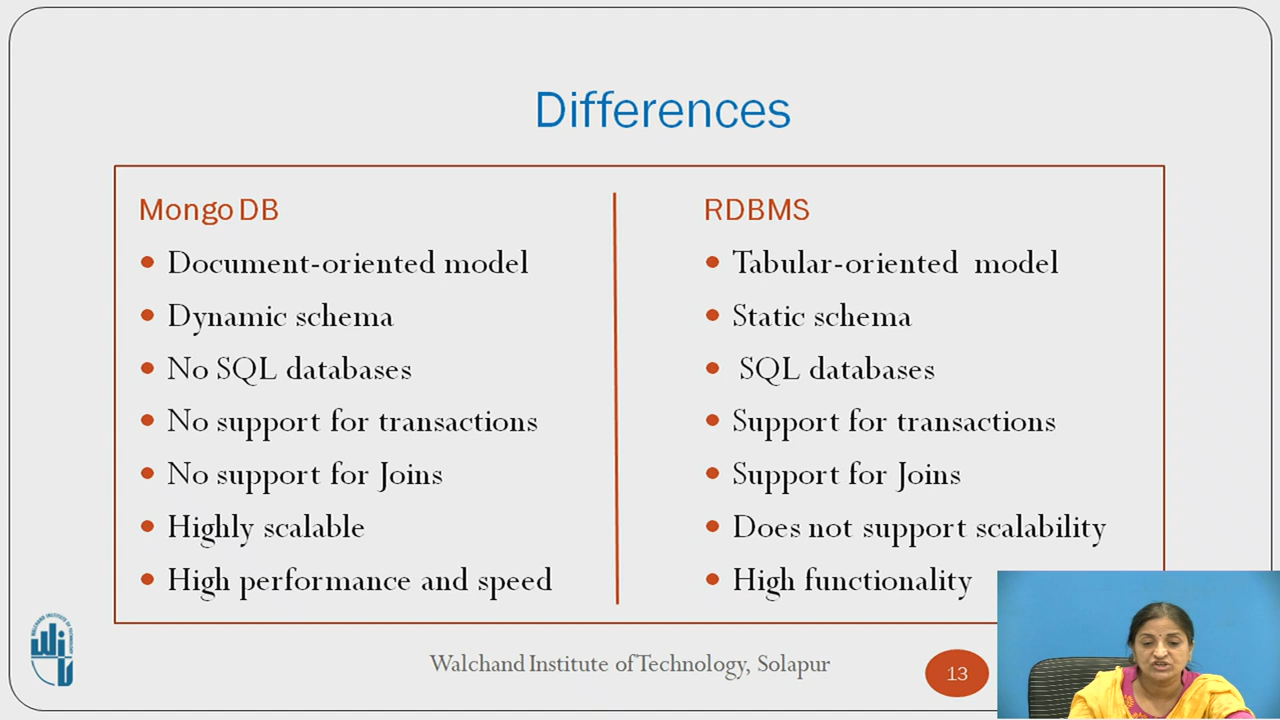 Differences
MongoDB
Document-oriented model
Dynamic schema
No SQL databases
No support for transactions
No support for Joins
Highly scalable
High performance and speed
RDBMS
Tabular-oriented model
Static schema
SQL databases
Support for transactions
Support for Joins
Does not support scalability
High functionality
Walchand Institute of Technology, Solapur
13